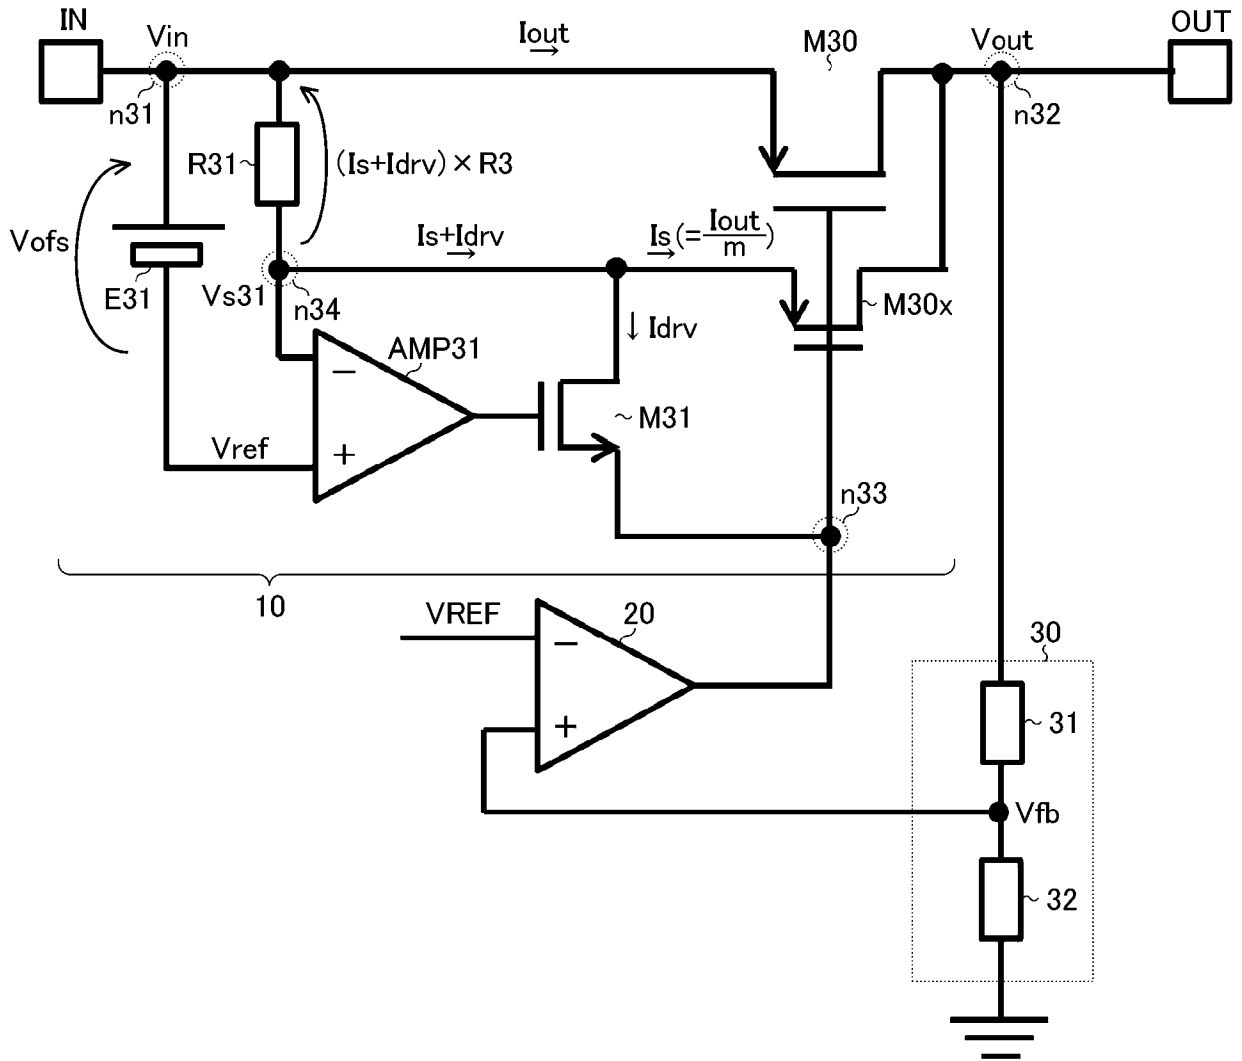 IN
OUT
Vin
Iout
M30
Vout
n31
n32
R31
(Is+Idrv)×R3
Vofs
Is+Idrv
Is(=Iout/m)
E31
Vs31
n34
M30x
Idrv
AMP31
−
M31
Vref
+
n33
10
VREF
20
30
−
+
31
Vfb
32